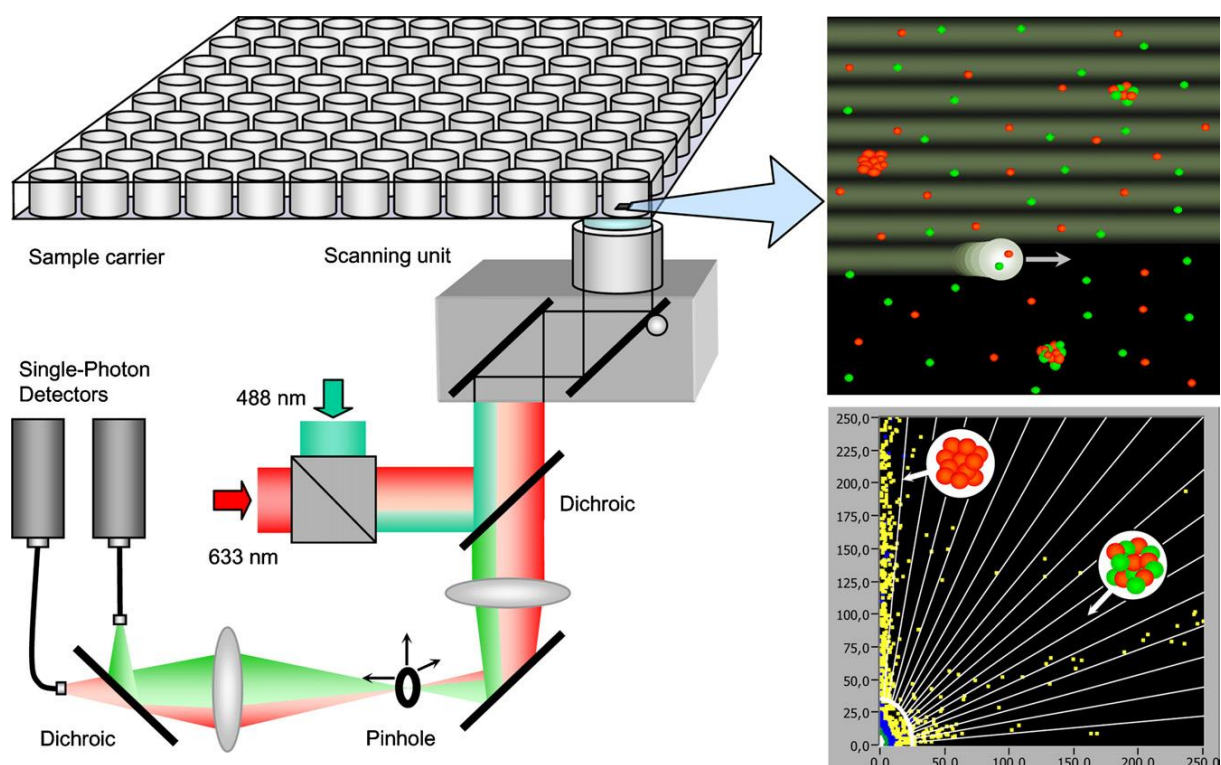 Sample carrier
Scanning unit
Single-Photon
Detectors
488 nm
633 nm
Dichroic
Dichroic
Pinhole
250,0
225,0
200,0
175,0
150,0
125,0
100,0
75,0
50,0
25,0
0,0
0,0
50,0
100,0
150,0
200,0
250,0